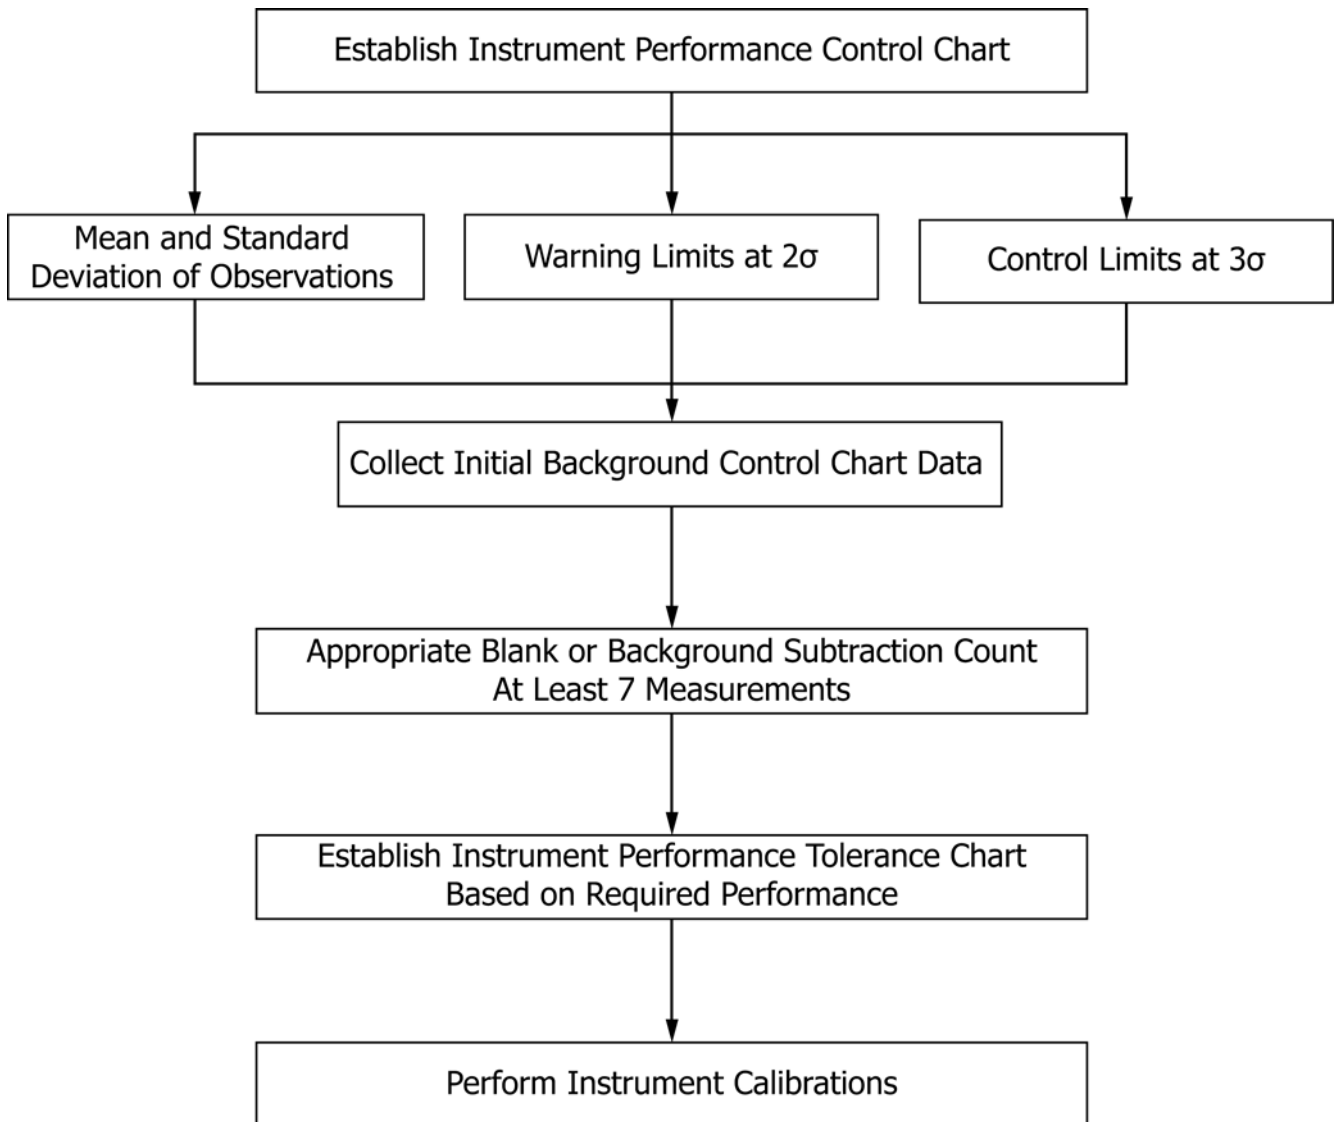 Establish Instrument Performance Control Chart
Mean and Standard
Deviation of Observations
Warning Limits at 2σ
Control Limits at 3σ
Collect Initial Background Control Chart Data
Appropriate Blank or Background Subtraction Count
At Least 7 Measurements
Establish Instrument Performance Tolerance Chart
Based on Required Performance
Perform Instrument Calibrations